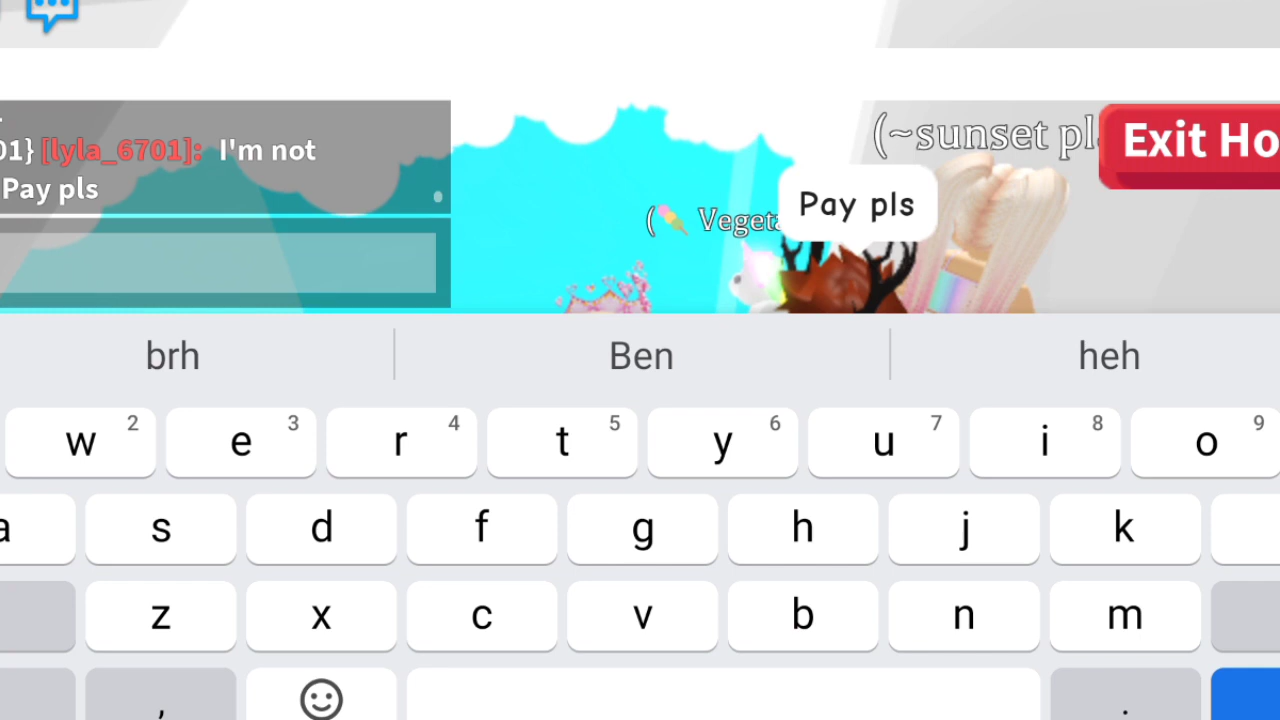 01} [lyla_6701]: I'm not
Pay pls
(~sunset pl
Exit Ho
(🍦 Vegeta
Pay pls
brh Ben heh
w 2 e 3 r 4 t 5 y 6 u 7 i 8 o 9
a s d f g h j k
z x c v b n m
, .